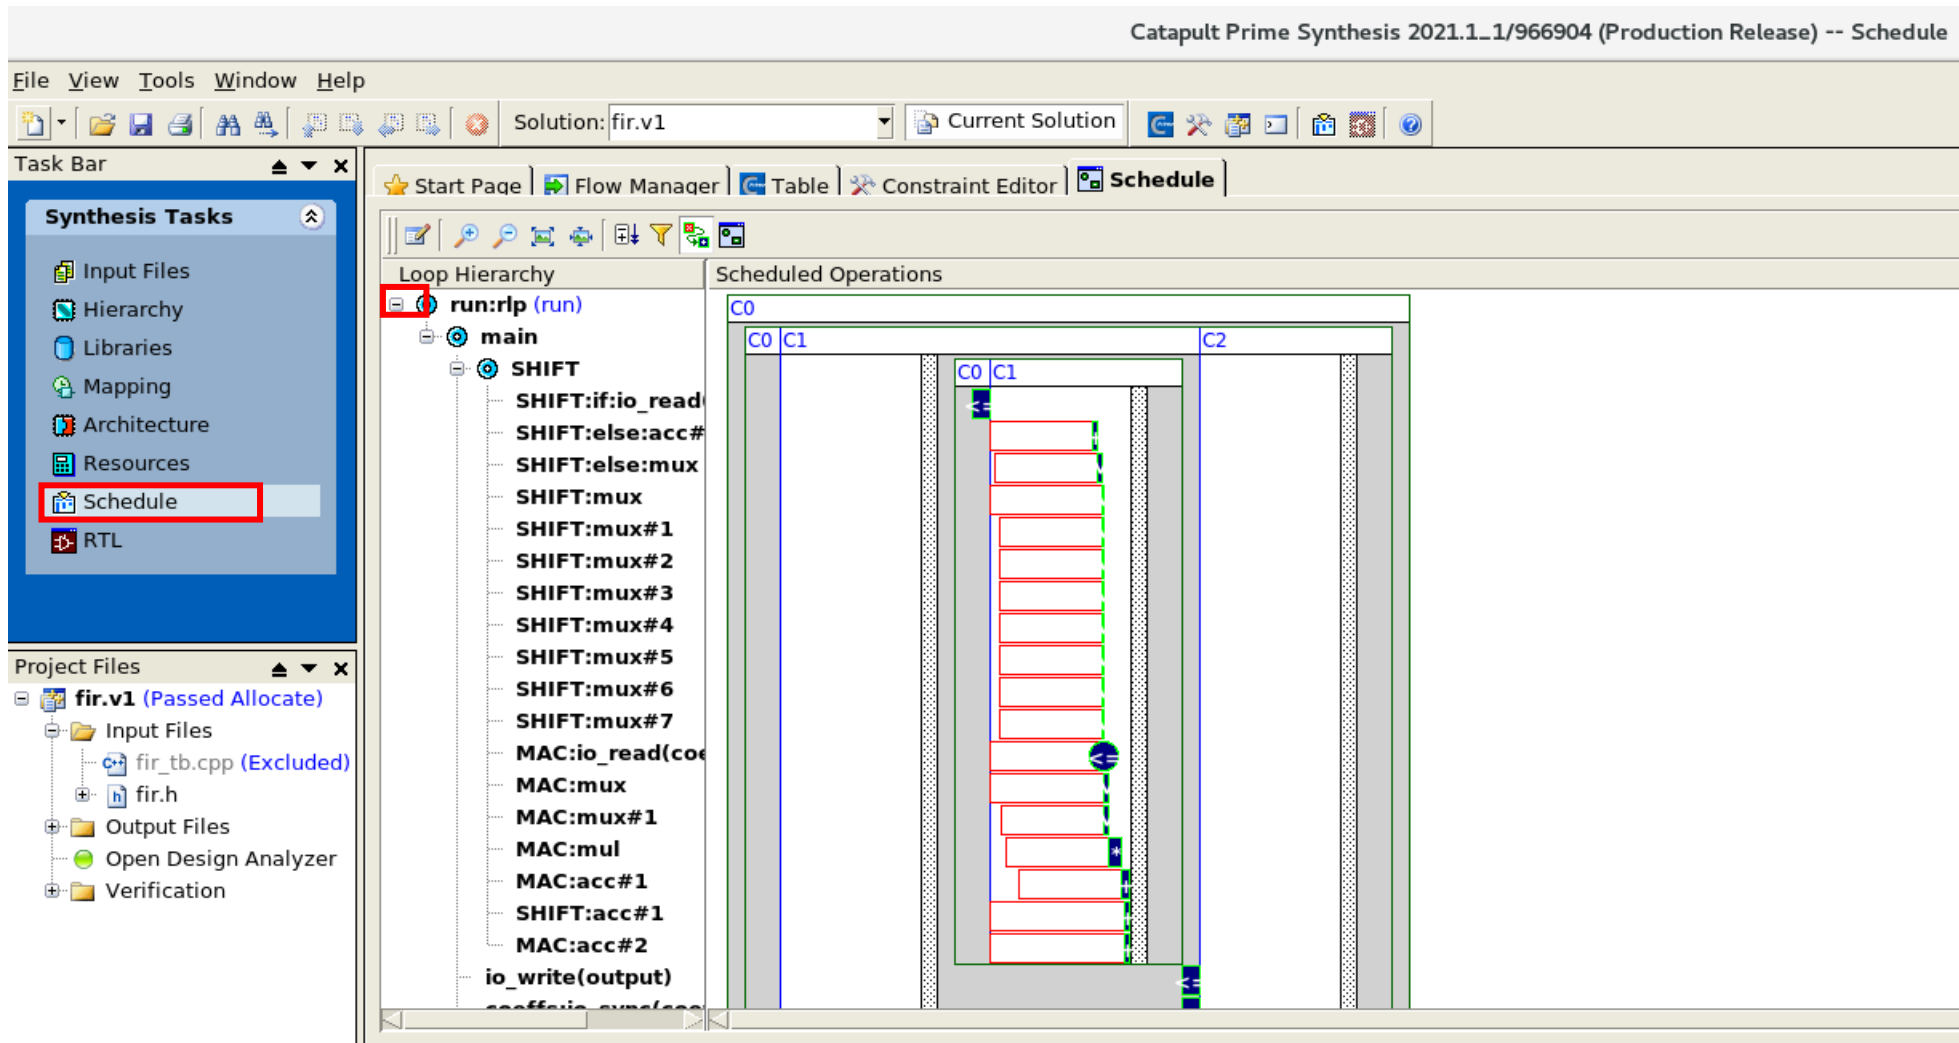 Catapult Prime Synthesis 2021.1_1/966904 (Production Release) -- Schedule
File View Tools Window Help
Solution: fir.v1 Current Solution
Task Bar
Synthesis Tasks
Input Files
Hierarchy
Libraries
Mapping
Architecture
Resources
Schedule
RTL
Project Files
fir.v1 (Passed Allocate)
Input Files
fir_tb.cpp (Excluded)
fir.h
Output Files
Open Design Analyzer
Verification
Start Page Flow Manager Table Constraint Editor Schedule
Loop Hierarchy Scheduled Operations
run:rlp (run)
main
SHIFT
SHIFT:if:io_read(
SHIFT:else:acc#
SHIFT:else:mux
SHIFT:mux
SHIFT:mux#1
SHIFT:mux#2
SHIFT:mux#3
SHIFT:mux#4
SHIFT:mux#5
SHIFT:mux#6
SHIFT:mux#7
MAC:io_read(coe
MAC:mux
MAC:mux#1
MAC:mul
MAC:acc#1
SHIFT:acc#1
MAC:acc#2
io_write(output)
C0
C0 C1 C2
C0 C1
<=
<=
*
+
<=